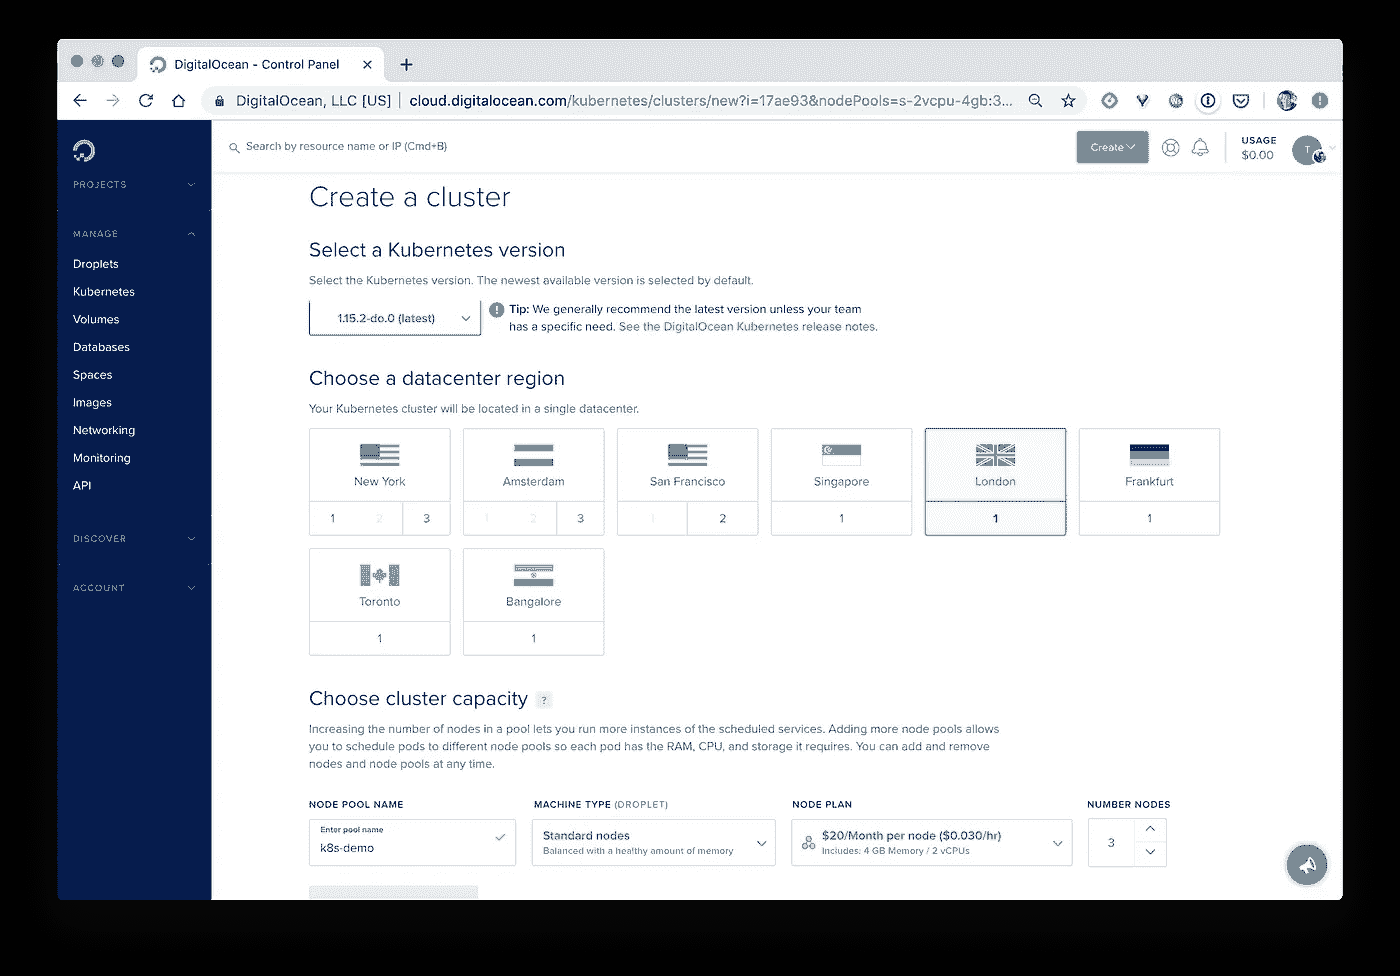 DigitalOcean - Control Panel
DigitalOcean, LLC [US] | cloud.digitalocean.com/kubernetes/clusters/new?i=17ae93&nodePools=s-2vcpu-4gb:3...
Search by resource name or IP (Cmd+B)
Create
USAGE
$0.00
T
PROJECTS
MANAGE
Droplets
Kubernetes
Volumes
Databases
Spaces
Images
Networking
Monitoring
API
DISCOVER
ACCOUNT
Create a cluster
Select a Kubernetes version
Select the Kubernetes version. The newest available version is selected by default.
1.15.2-do.0 (latest)
Tip: We generally recommend the latest version unless your team
has a specific need. See the DigitalOcean Kubernetes release notes.
Choose a datacenter region
Your Kubernetes cluster will be located in a single datacenter.
New York
1 2 3
Amsterdam
1 2 3
San Francisco
1 2
Singapore
1
London
1
Frankfurt
1
Toronto
1
Bangalore
1
Choose cluster capacity ?
Increasing the number of nodes in a pool lets you run more instances of the scheduled services. Adding more node pools allows
you to schedule pods to different node pools so each pod has the RAM, CPU, and storage it requires. You can add and remove
nodes and node pools at any time.
NODE POOL NAME
Enter pool name
k8s-demo
MACHINE TYPE (DROPLET)
Standard nodes
Balanced with a healthy amount of memory
NODE PLAN
$20/Month per node ($0.030/hr)
Includes: 4 GB Memory / 2 vCPUs
NUMBER NODES
3